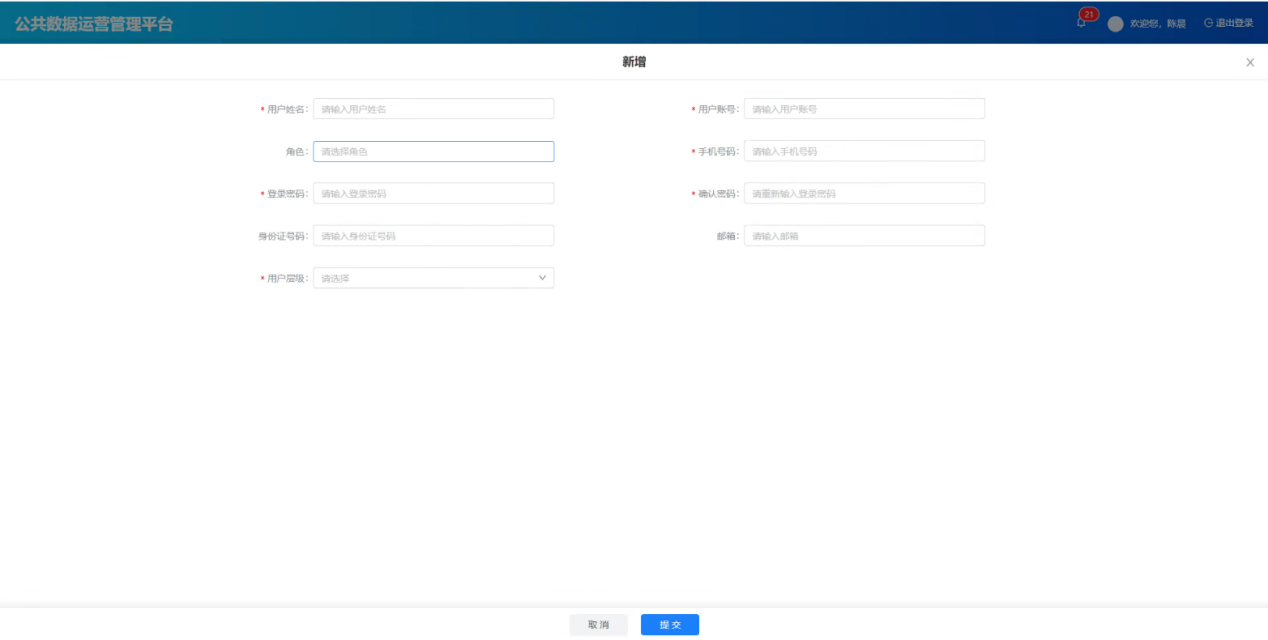 公共数据运营管理平台
21
欢迎您，陈晨
退出登录
新增
* 用户姓名： 请输入用户姓名
* 用户账号： 请输入用户账号
角色： 请选择角色
* 手机号码： 请输入手机号码
* 登录密码： 请输入登录密码
* 确认密码： 请重新输入登录密码
身份证号码： 请输入身份证号码
邮箱： 请输入邮箱
* 用户层级： 请选择
取 消
提 交